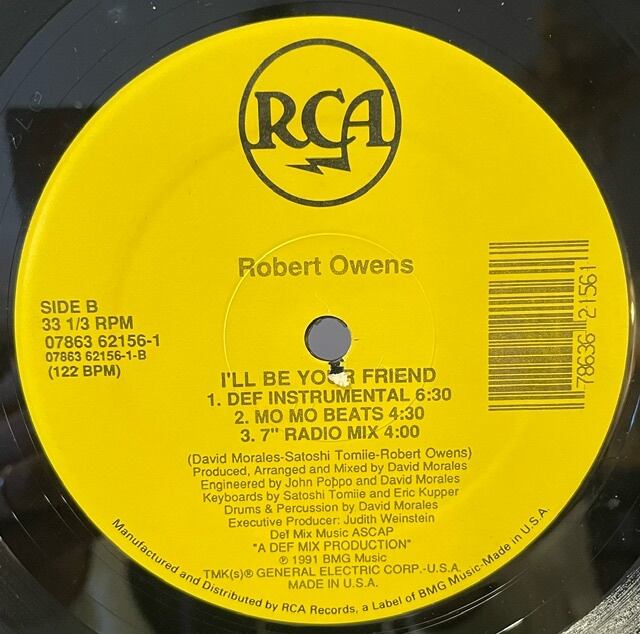 RCA
Robert Owens
SIDE B
33 1/3 RPM
07863 62156-1
07863 62156-1-B
(122 BPM)
78636 21561
I'LL BE YOUR FRIEND
1. DEF INSTRUMENTAL 6:30
2. MO MO BEATS 4:30
3. 7" RADIO MIX 4:00
(David Morales-Satoshi Tomiie-Robert Owens)
Produced, Arranged and Mixed by David Morales
Engineered by John Poppo and David Morales
Keyboards by Satoshi Tomiie and Eric Kupper
Drums & Percussion by David Morales
Executive Producer: Judith Weinstein
Def Mix Music ASCAP
"A DEF MIX PRODUCTION"
℗ 1991 BMG Music
TMK(s)® GENERAL ELECTRIC CORP.-U.S.A.
MADE IN U.S.A.
Manufactured and Distributed by RCA Records, a Label of BMG Music-Made in U.S.A.